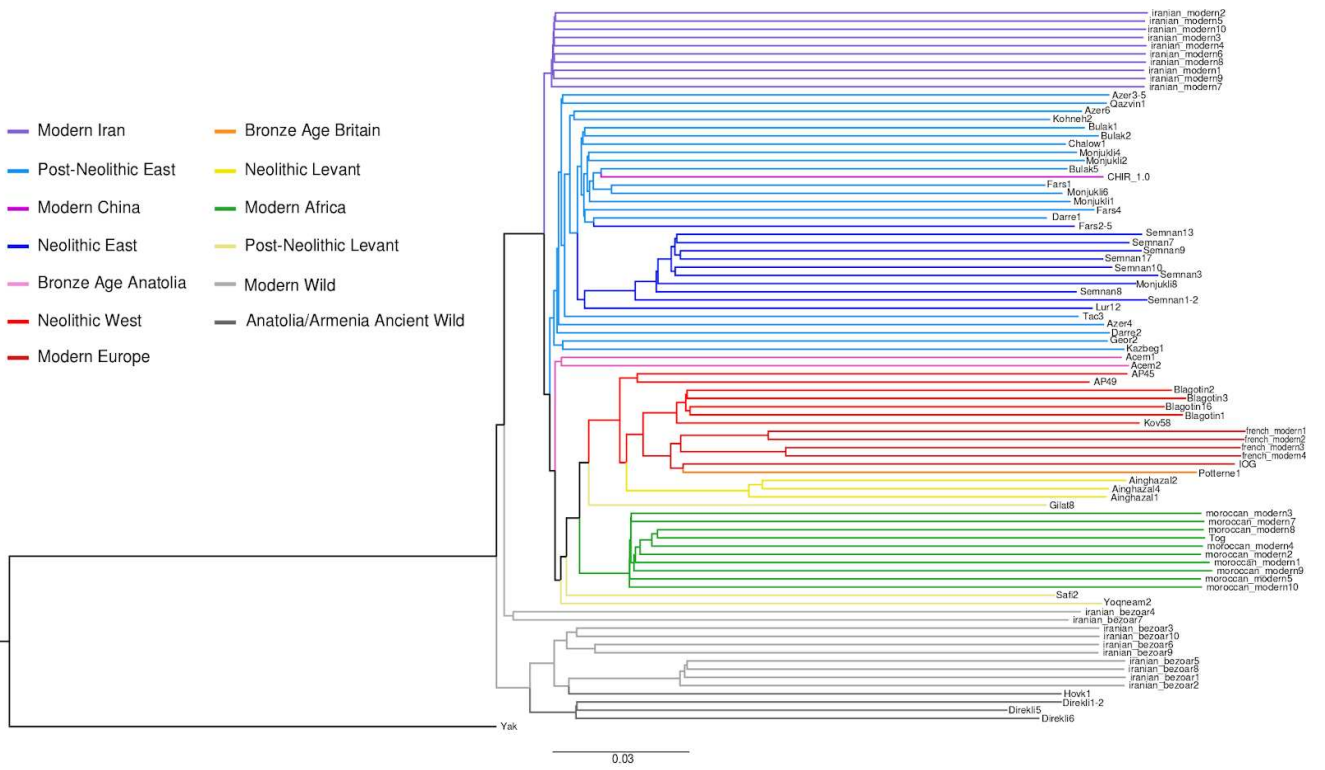 Modern Iran
Post-Neolithic East
Modern China
Neolithic East
Bronze Age Anatolia
Neolithic West
Modern Europe
Bronze Age Britain
Neolithic Levant
Modern Africa
Post-Neolithic Levant
Modern Wild
Anatolia/Armenia Ancient Wild
iranian_modern2
iranian_modern5
iranian_modern10
iranian_modern3
iranian_modern4
iranian_modern6
iranian_modern8
iranian_modern1
iranian_modern9
iranian_modern7
Azer3-5
Qazvin1
Azer6
Kohneh2
Bulak1
Bulak2
Chalow1
Monjukli4
Monjukli2
Bulak5
CHIR_1.0
Fars1
Monjukli6
Monjukli1
Fars4
Darre1
Fars2-5
Semnan13
Semnan7
Semnan9
Semnan17
Semnan10
Semnan3
Monjukli8
Semnan8
Semnan1-2
Lur12
Tac3
Azer4
Darre2
Geor2
Kazbeg1
Acem1
Acem2
AP45
AP49
Blagotin2
Blagotin3
Blagotin16
Blagotin1
Kov58
french_modern1
french_modern2
french_modern3
french_modern4
IOG
Potterne1
Ainghazal2
Ainghazal4
Ainghazal1
Gilat8
moroccan_modern3
moroccan_modern7
moroccan_modern8
Tog
moroccan_modern4
moroccan_modern2
moroccan_modern1
moroccan_modern9
moroccan_modern5
moroccan_modern10
Safi2
Yoqneam2
iranian_bezoar4
iranian_bezoar7
iranian_bezoar3
iranian_bezoar10
iranian_bezoar6
iranian_bezoar9
iranian_bezoar5
iranian_bezoar8
iranian_bezoar1
iranian_bezoar2
Hovk1
Direkli1-2
Direkli5
Direkli6
Yak
0.03